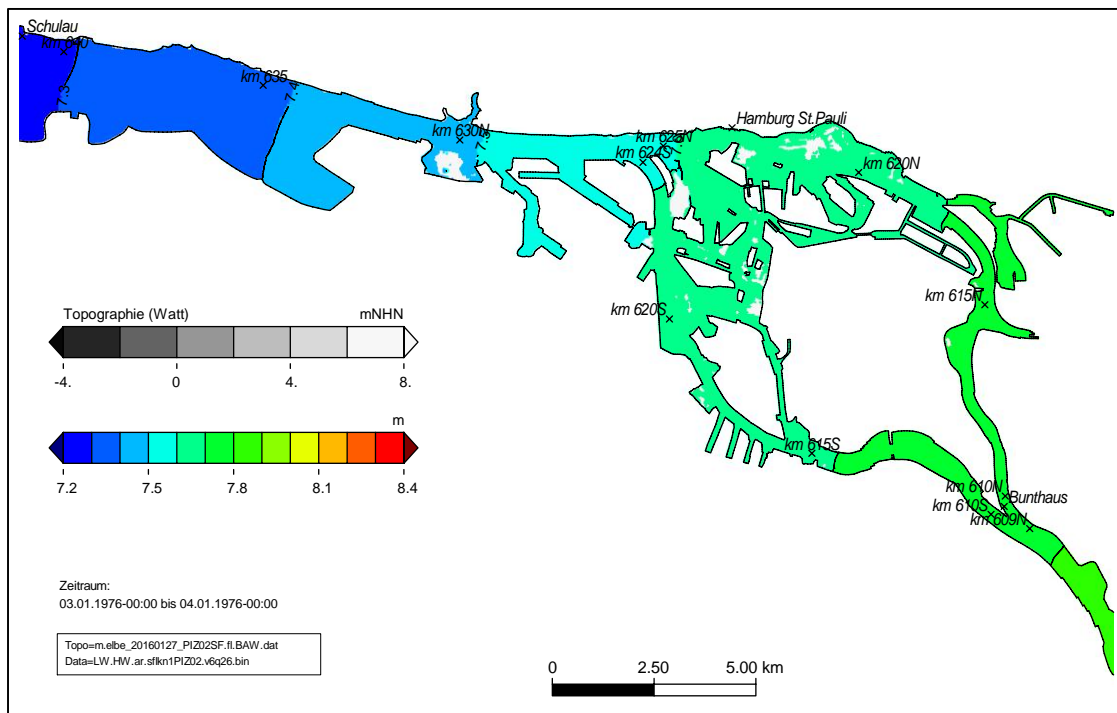 Schulau
km 640
7.3
km 635
7.4
km 630N
km 625N
km 624S
Hamburg St.Pauli
km 620N
km 615N
km 620S
Topographie (Watt) mNHN
-4. 0 4. 8.
m
7.2 7.5 7.8 8.1 8.4
km 615S
km 610N
Bunthaus
km 610S
km 609N
Zeitraum:
03.01.1976-00:00 bis 04.01.1976-00:00
Topo=m.elbe_20160127_PIZ02SF.fl.BAW.dat
Data=LW.HW.ar.sflkn1PIZ02.v6q26.bin
0 2.50 5.00 km